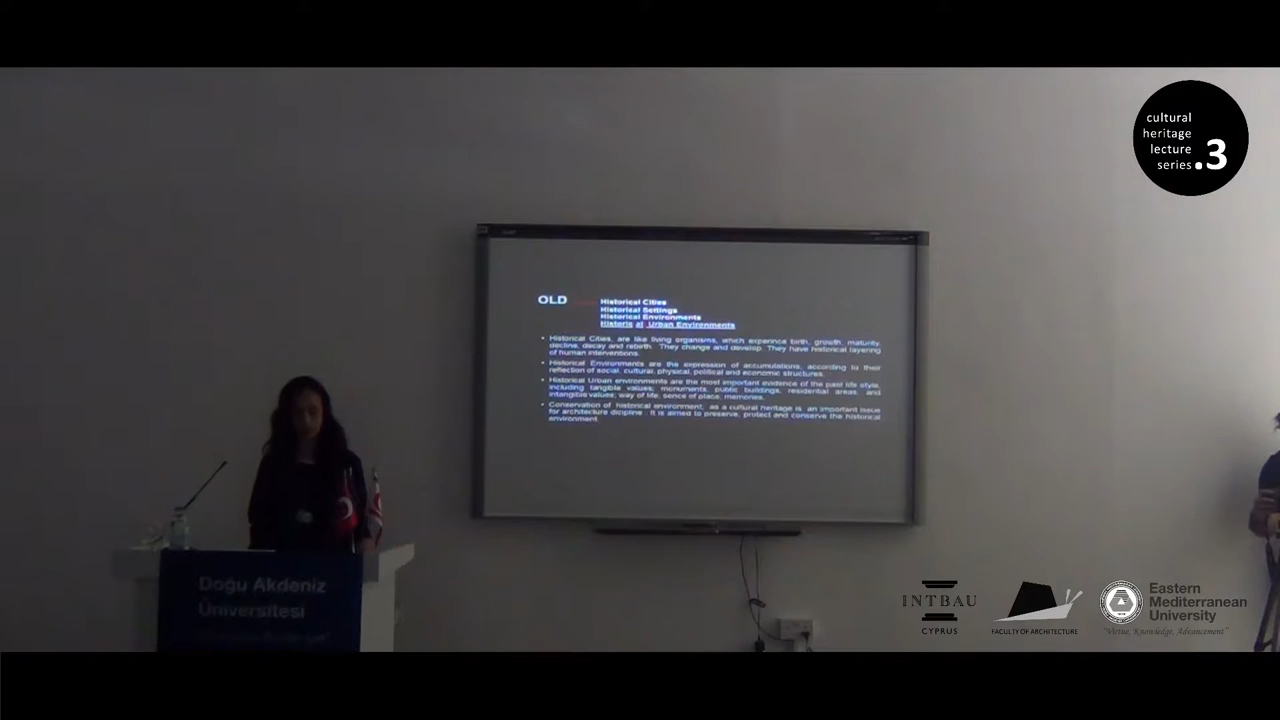 cultural
heritage
lecture
series.3
OLD
Historical Cities
Historical Settings
Historical Environments
Historic al Urban Environments
• Historical Cities, are like living organisms, which experince birth, growth, maturity,
decline, decay and rebirth. They change and develop. They have historical layering
of human interventions.
• Historical Environments are the expression of accumulations, according to their
reflection of social, cultural, physical, political and economic structures.
• Historical Urban environments are the most important evidence of the past life style,
including tangible values; monuments, public buildings, residential areas, and
intangible values; way of life, sence of place, memories.
• Conservation of historical environment, as a cultural heritage is an important issue
for architecture dicipline. It is aimed to preserve, protect and conserve the historical
environment.
Doğu Akdeniz
Üniversitesi
INTBAU
CYPRUS
FACULTY OF ARCHITECTURE
Eastern
Mediterranean
University
"Virtue, Knowledge, Advancement"